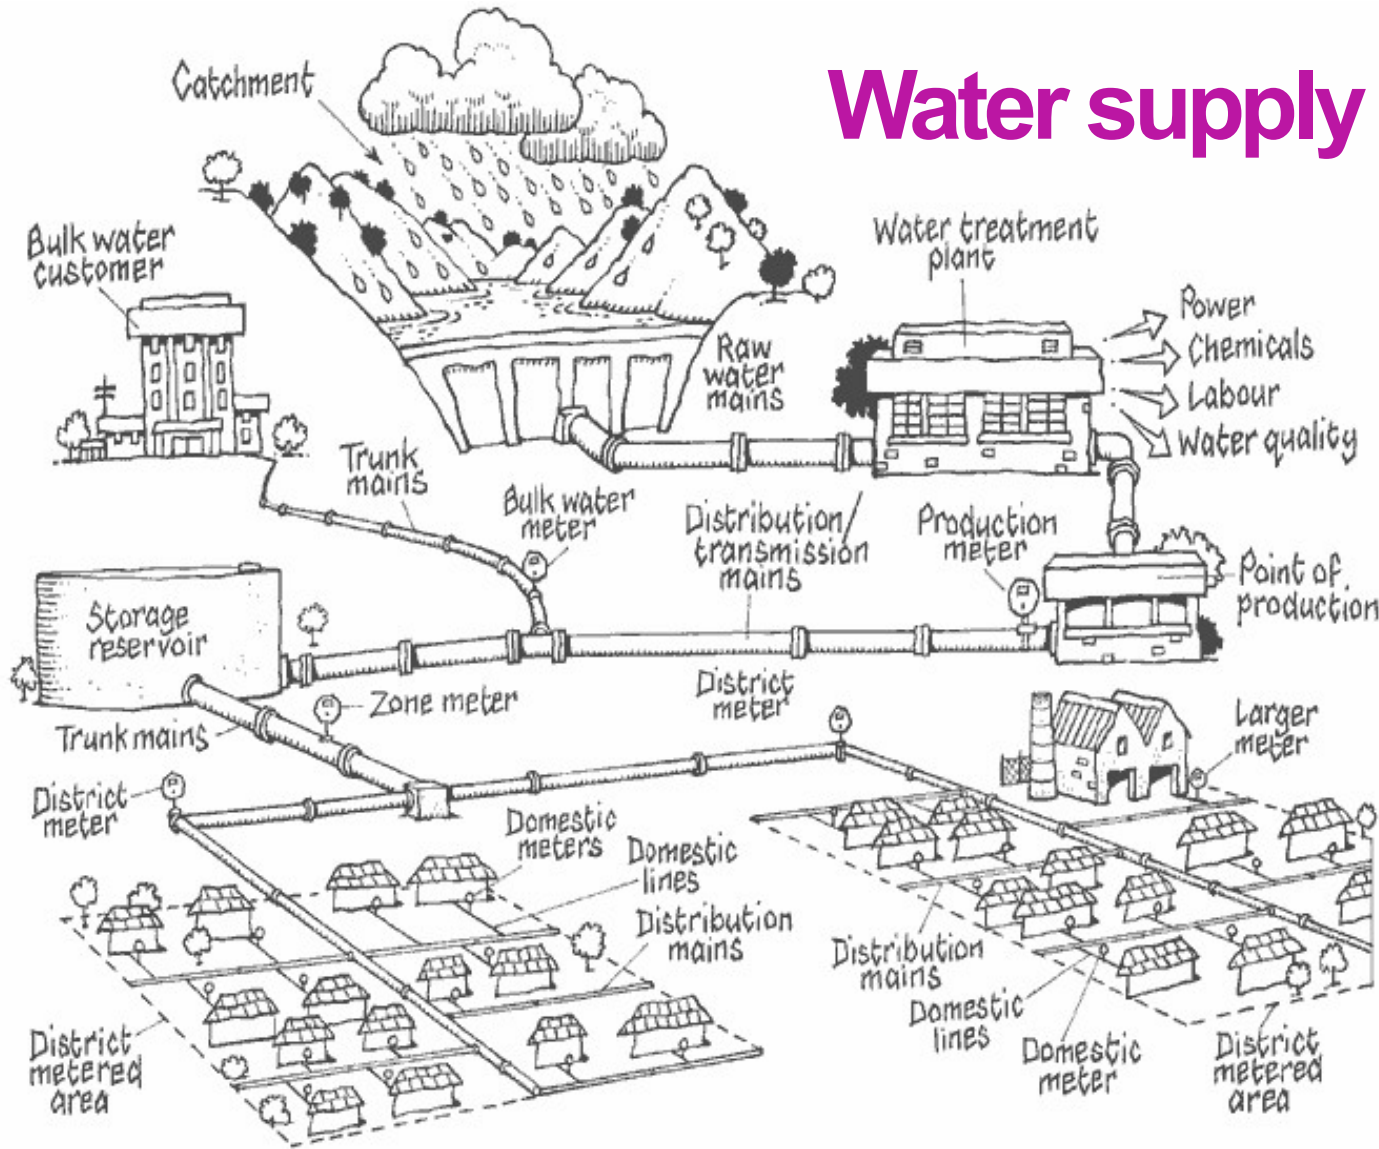 Water supply
Catchment
Bulk water
customer
Water treatment
plant
Power
Chemicals
Labour
Water quality
Raw
water
mains
Trunk
mains
Bulk water
meter
Distribution/
transmission
mains
Production
meter
Point of
production
Storage
reservoir
Zone meter
District
meter
Trunk mains
Larger
meter
District
meter
Domestic
meters
Domestic
lines
Distribution
mains
Distribution
mains
Domestic
lines
Domestic
meter
District
metered
area
District
metered
area